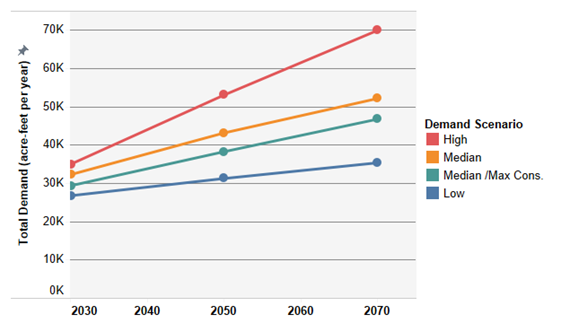 Total Demand (acre-feet per year)
70K
60K
50K
40K
30K
20K
10K
0K
2030 2040 2050 2060 2070
Demand Scenario
High
Median
Median /Max Cons.
Low